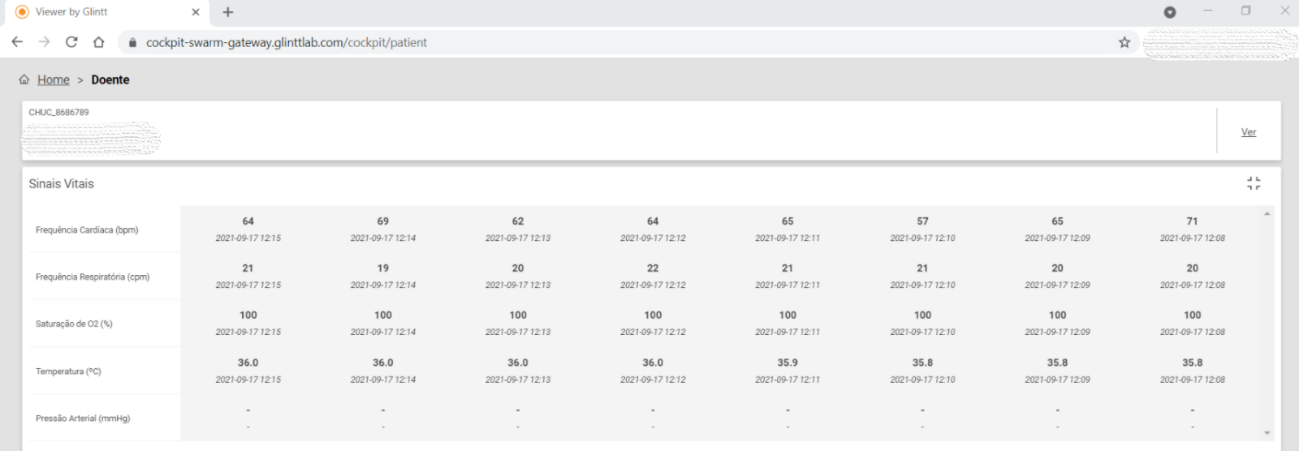 Viewer by Glintt
cockpit-swarm-gateway.glinttlab.com/cockpit/patient
Home > Doente
CHUC_8686789
Ver
Sinais Vitais
Frequência Cardíaca (bpm) 64 69 62 64 65 57 65 71
2021-09-17 12:15 2021-09-17 12:14 2021-09-17 12:13 2021-09-17 12:12 2021-09-17 12:11 2021-09-17 12:10 2021-09-17 12:09 2021-09-17 12:08
Frequência Respiratória (cpm) 21 19 20 22 21 21 20 20
2021-09-17 12:15 2021-09-17 12:14 2021-09-17 12:13 2021-09-17 12:12 2021-09-17 12:11 2021-09-17 12:10 2021-09-17 12:09 2021-09-17 12:08
Saturação de O2 (%) 100 100 100 100 100 100 100 100
2021-09-17 12:15 2021-09-17 12:14 2021-09-17 12:13 2021-09-17 12:12 2021-09-17 12:11 2021-09-17 12:10 2021-09-17 12:09 2021-09-17 12:08
Temperatura (ºC) 36.0 36.0 36.0 36.0 35.9 35.8 35.8 35.8
2021-09-17 12:15 2021-09-17 12:14 2021-09-17 12:13 2021-09-17 12:12 2021-09-17 12:11 2021-09-17 12:10 2021-09-17 12:09 2021-09-17 12:08
Pressão Arterial (mmHg) - - - - - - - -
- - - - - - - -